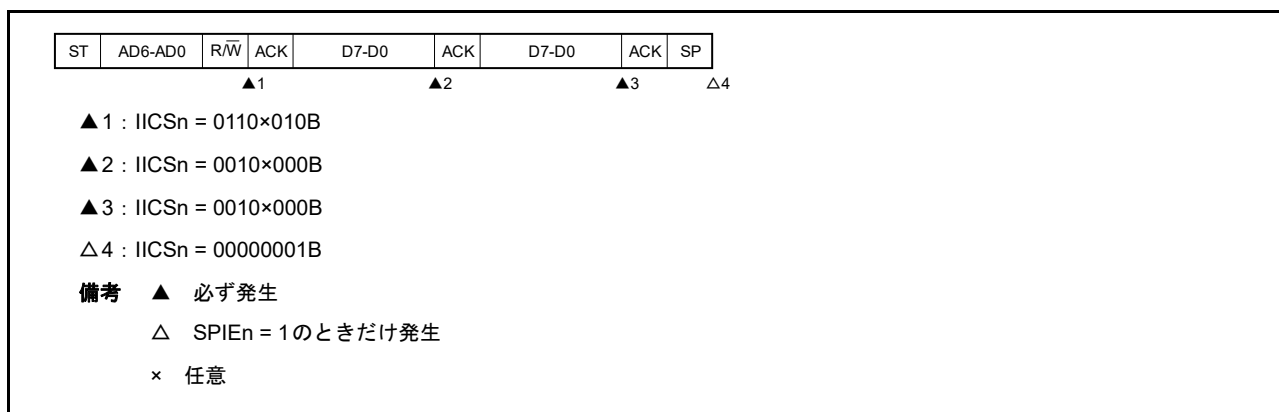 ST AD6-AD0 R/W̅ ACK D7-D0 ACK D7-D0 ACK SP
▲1 ▲2 ▲3 △4
▲1：IICSn = 0110×010B
▲2：IICSn = 0010×000B
▲3：IICSn = 0010×000B
△4：IICSn = 00000001B
備考 ▲ 必ず発生
△ SPIEn = 1のときだけ発生
× 任意